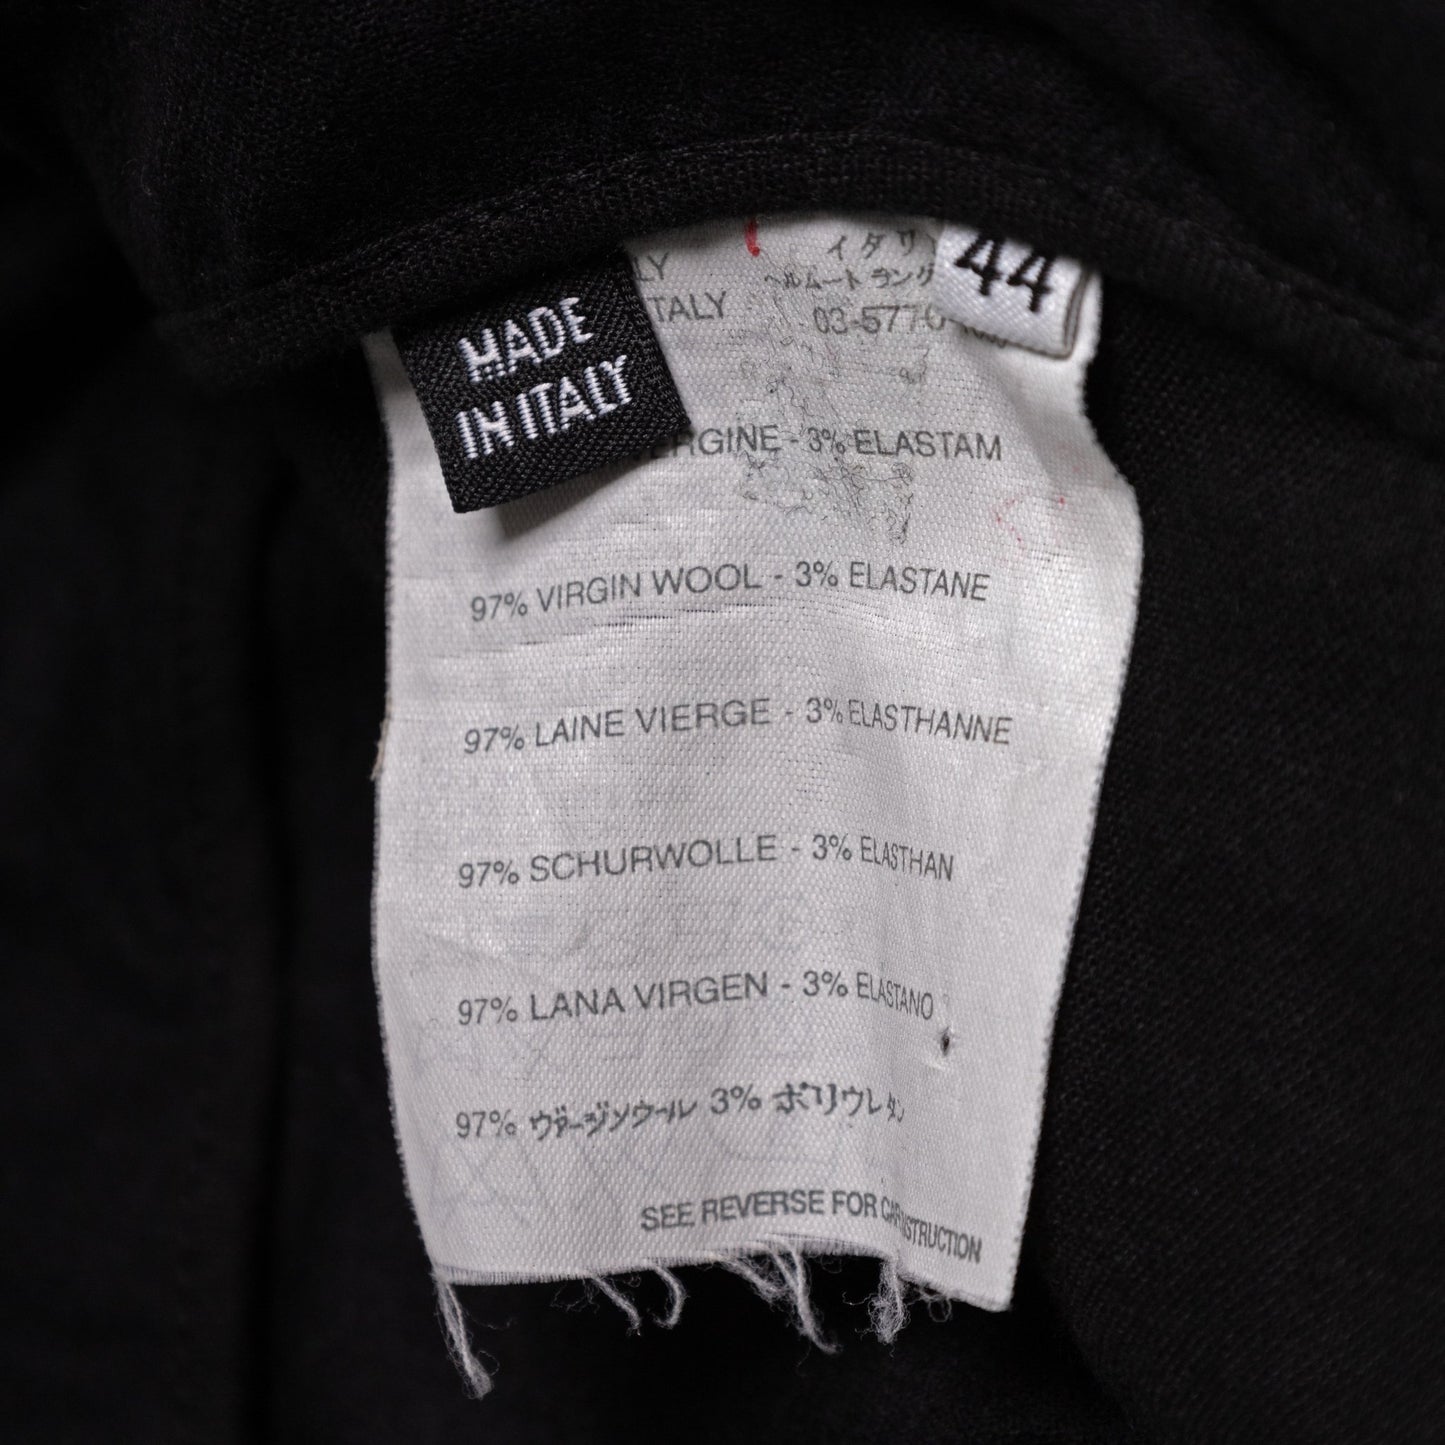 MADE
IN ITALY
44
LY
ITALY
イタリ
ヘルムートラング
03-5770
ERGINE - 3% ELASTAM
97% VIRGIN WOOL - 3% ELASTANE
97% LAINE VIERGE - 3% ELASTHANNE
97% SCHURWOLLE - 3% ELASTHAN
97% LANA VIRGEN - 3% ELASTANO
97% ヴァージンウール 3% ポリウレタン
SEE REVERSE FOR CAR INSTRUCTION